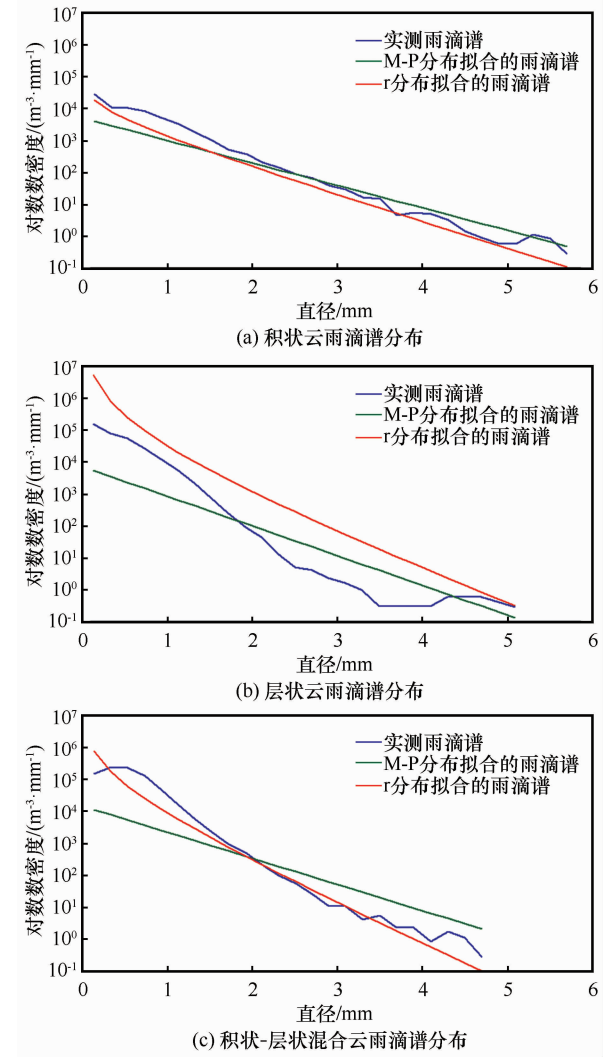 10⁷
10⁶
10⁵
10⁴
10³
10²
10¹
10⁰
10⁻¹
对数数密度/(m⁻³·mm⁻¹)
实测雨滴谱
M-P分布拟合的雨滴谱
r分布拟合的雨滴谱
0 1 2 3 4 5 6
直径/mm
(a) 积状云雨滴谱分布
10⁷
10⁶
10⁵
10⁴
10³
10²
10¹
10⁰
10⁻¹
对数数密度/(m⁻³·mm⁻¹)
实测雨滴谱
M-P分布拟合的雨滴谱
r分布拟合的雨滴谱
0 1 2 3 4 5 6
直径/mm
(b) 层状云雨滴谱分布
10⁷
10⁶
10⁵
10⁴
10³
10²
10¹
10⁰
10⁻¹
对数数密度/(m⁻³·mm⁻¹)
实测雨滴谱
M-P分布拟合的雨滴谱
r分布拟合的雨滴谱
0 1 2 3 4 5 6
直径/mm
(c) 积状-层状混合云雨滴谱分布